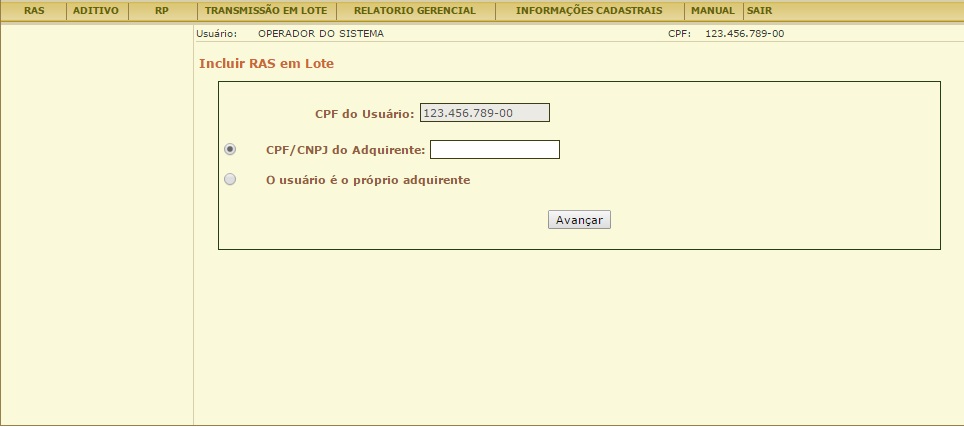 RAS ADITIVO RP TRANSMISSÃO EM LOTE RELATORIO GERENCIAL INFORMAÇÕES CADASTRAIS MANUAL SAIR
Usuário: OPERADOR DO SISTEMA CPF: 123.456.789-00
Incluir RAS em Lote
CPF do Usuário: 123.456.789-00
CPF/CNPJ do Adquirente:
O usuário é o próprio adquirente
Avançar